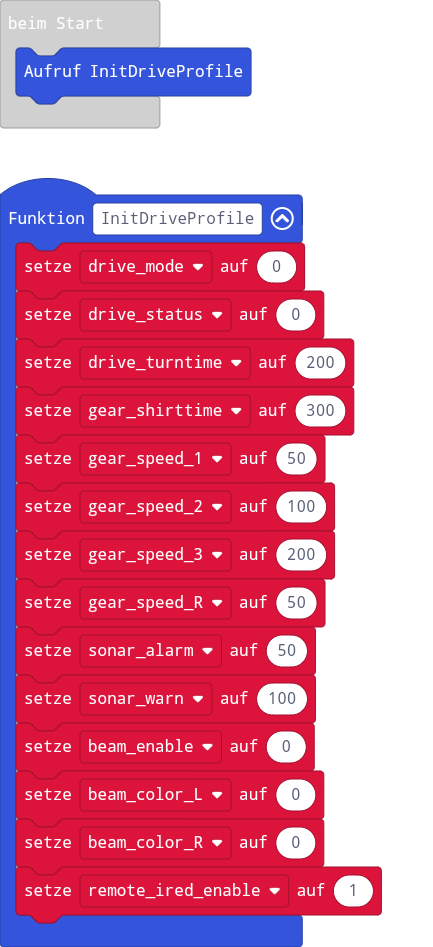 beim Start
Aufruf InitDriveProfile
Funktion InitDriveProfile
setze drive_mode auf 0
setze drive_status auf 0
setze drive_turntime auf 200
setze gear_shirttime auf 300
setze gear_speed_1 auf 50
setze gear_speed_2 auf 100
setze gear_speed_3 auf 200
setze gear_speed_R auf 50
setze sonar_alarm auf 50
setze sonar_warn auf 100
setze beam_enable auf 0
setze beam_color_L auf 0
setze beam_color_R auf 0
setze remote_ired_enable auf 1